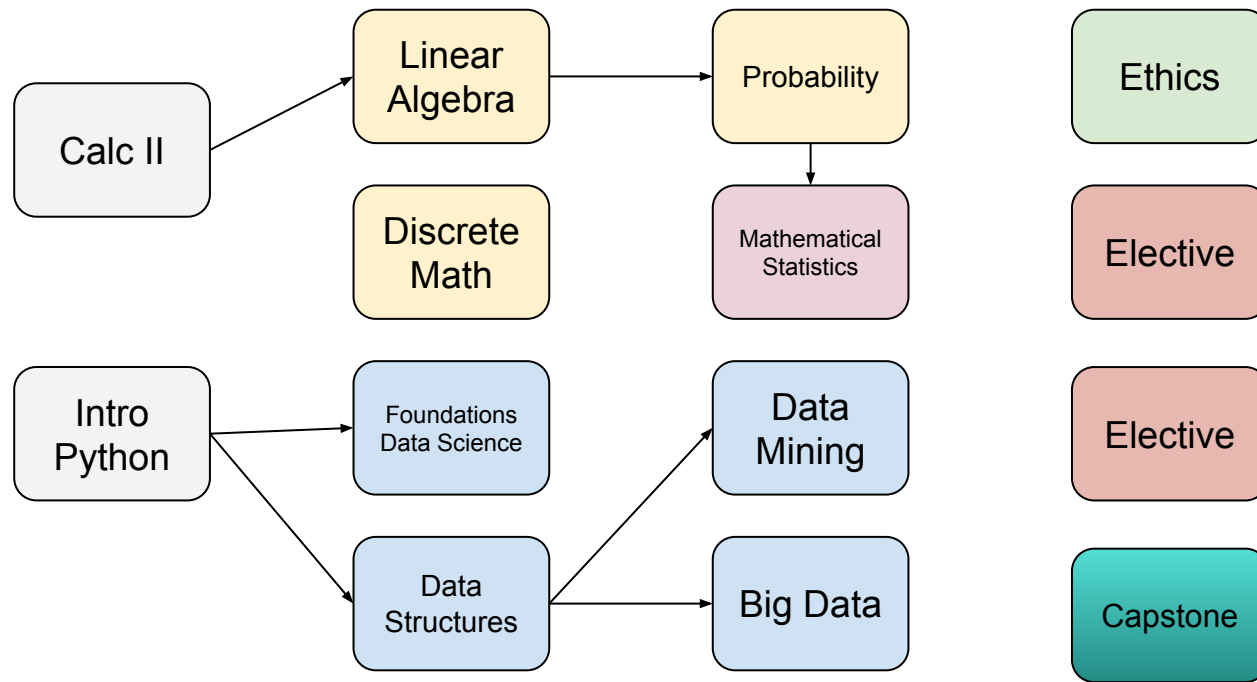 Calc II
Linear
Algebra
Probability
Ethics
Discrete
Math
Mathematical
Statistics
Elective
Intro
Python
Foundations
Data Science
Data
Mining
Elective
Data
Structures
Big Data
Capstone